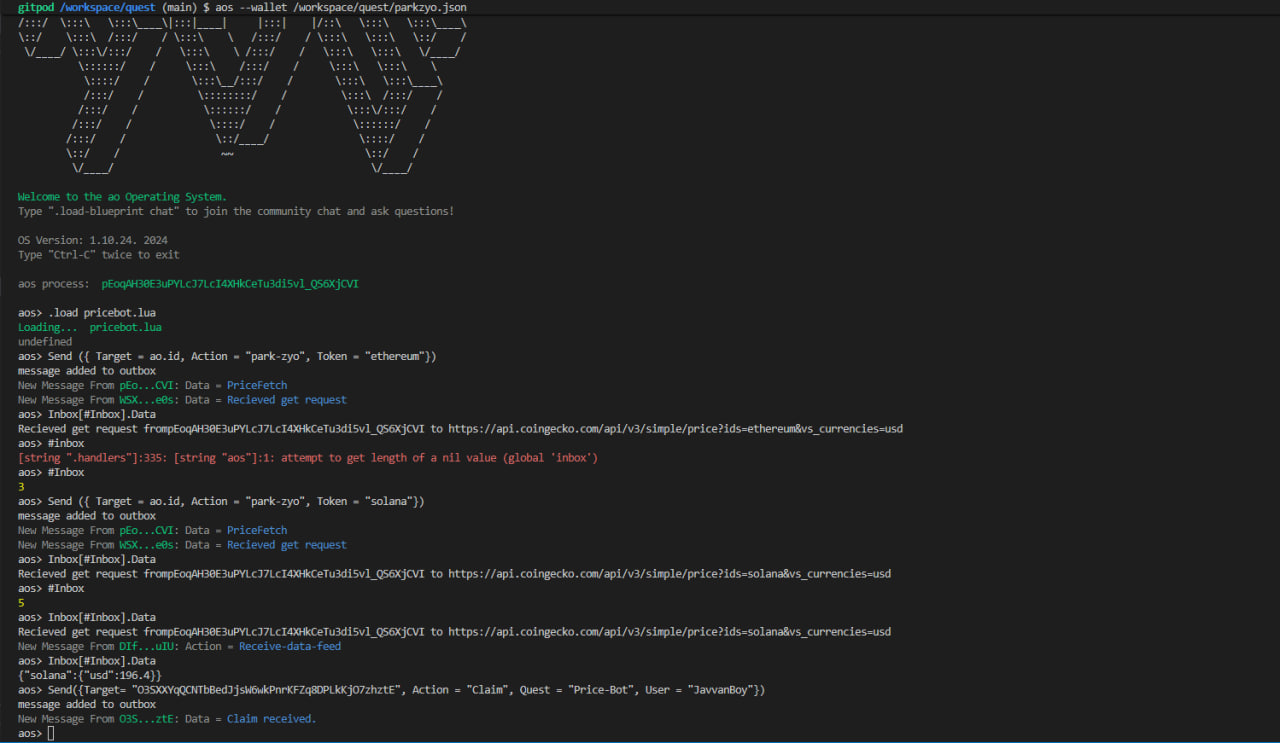 gitpod /workspace/quest (main) $ aos --wallet /workspace/quest/parkzyo.json
Welcome to the ao Operating System.
Type ".load-blueprint chat" to join the community chat and ask questions!
OS Version: 1.10.24. 2024
Type "Ctrl-C" twice to exit
aos process:  pEoqAH30E3uPYLcJ7LcI4XHkCeTu3di5vl_QS6XjCVI
aos> .load pricebot.lua
Loading...  pricebot.lua
undefined
aos> Send ({ Target = ao.id, Action = "park-zyo", Token = "ethereum"})
message added to outbox
New Message From pEo...CVI: Data = PriceFetch
New Message From WSX...e0s: Data = Recieved get request
aos> Inbox[#Inbox].Data
Recieved get request frompEoqAH30E3uPYLcJ7LcI4XHkCeTu3di5vl_QS6XjCVI to https://api.coingecko.com/api/v3/simple/price?ids=ethereum&vs_currencies=usd
aos> #inbox
[string ".handlers"]:335: [string "aos"]:1: attempt to get length of a nil value (global 'inbox')
aos> #Inbox
3
aos> Send ({ Target = ao.id, Action = "park-zyo", Token = "solana"})
message added to outbox
New Message From pEo...CVI: Data = PriceFetch
New Message From WSX...e0s: Data = Recieved get request
aos> Inbox[#Inbox].Data
Recieved get request frompEoqAH30E3uPYLcJ7LcI4XHkCeTu3di5vl_QS6XjCVI to https://api.coingecko.com/api/v3/simple/price?ids=solana&vs_currencies=usd
aos> #Inbox
5
aos> Inbox[#Inbox].Data
Recieved get request frompEoqAH30E3uPYLcJ7LcI4XHkCeTu3di5vl_QS6XjCVI to https://api.coingecko.com/api/v3/simple/price?ids=solana&vs_currencies=usd
New Message From DIf...uIU: Action = Receive-data-feed
aos> Inbox[#Inbox].Data
{"solana":{"usd":196.4}}
aos> Send({Target= "O3SXXYqQCNTbBedJjsW6wkPnrKFZq8DPLkKjO7zhztE", Action = "Claim", Quest = "Price-Bot", User = "JavvanBoy"})
message added to outbox
New Message From O3S...ztE: Data = Claim received.
aos>